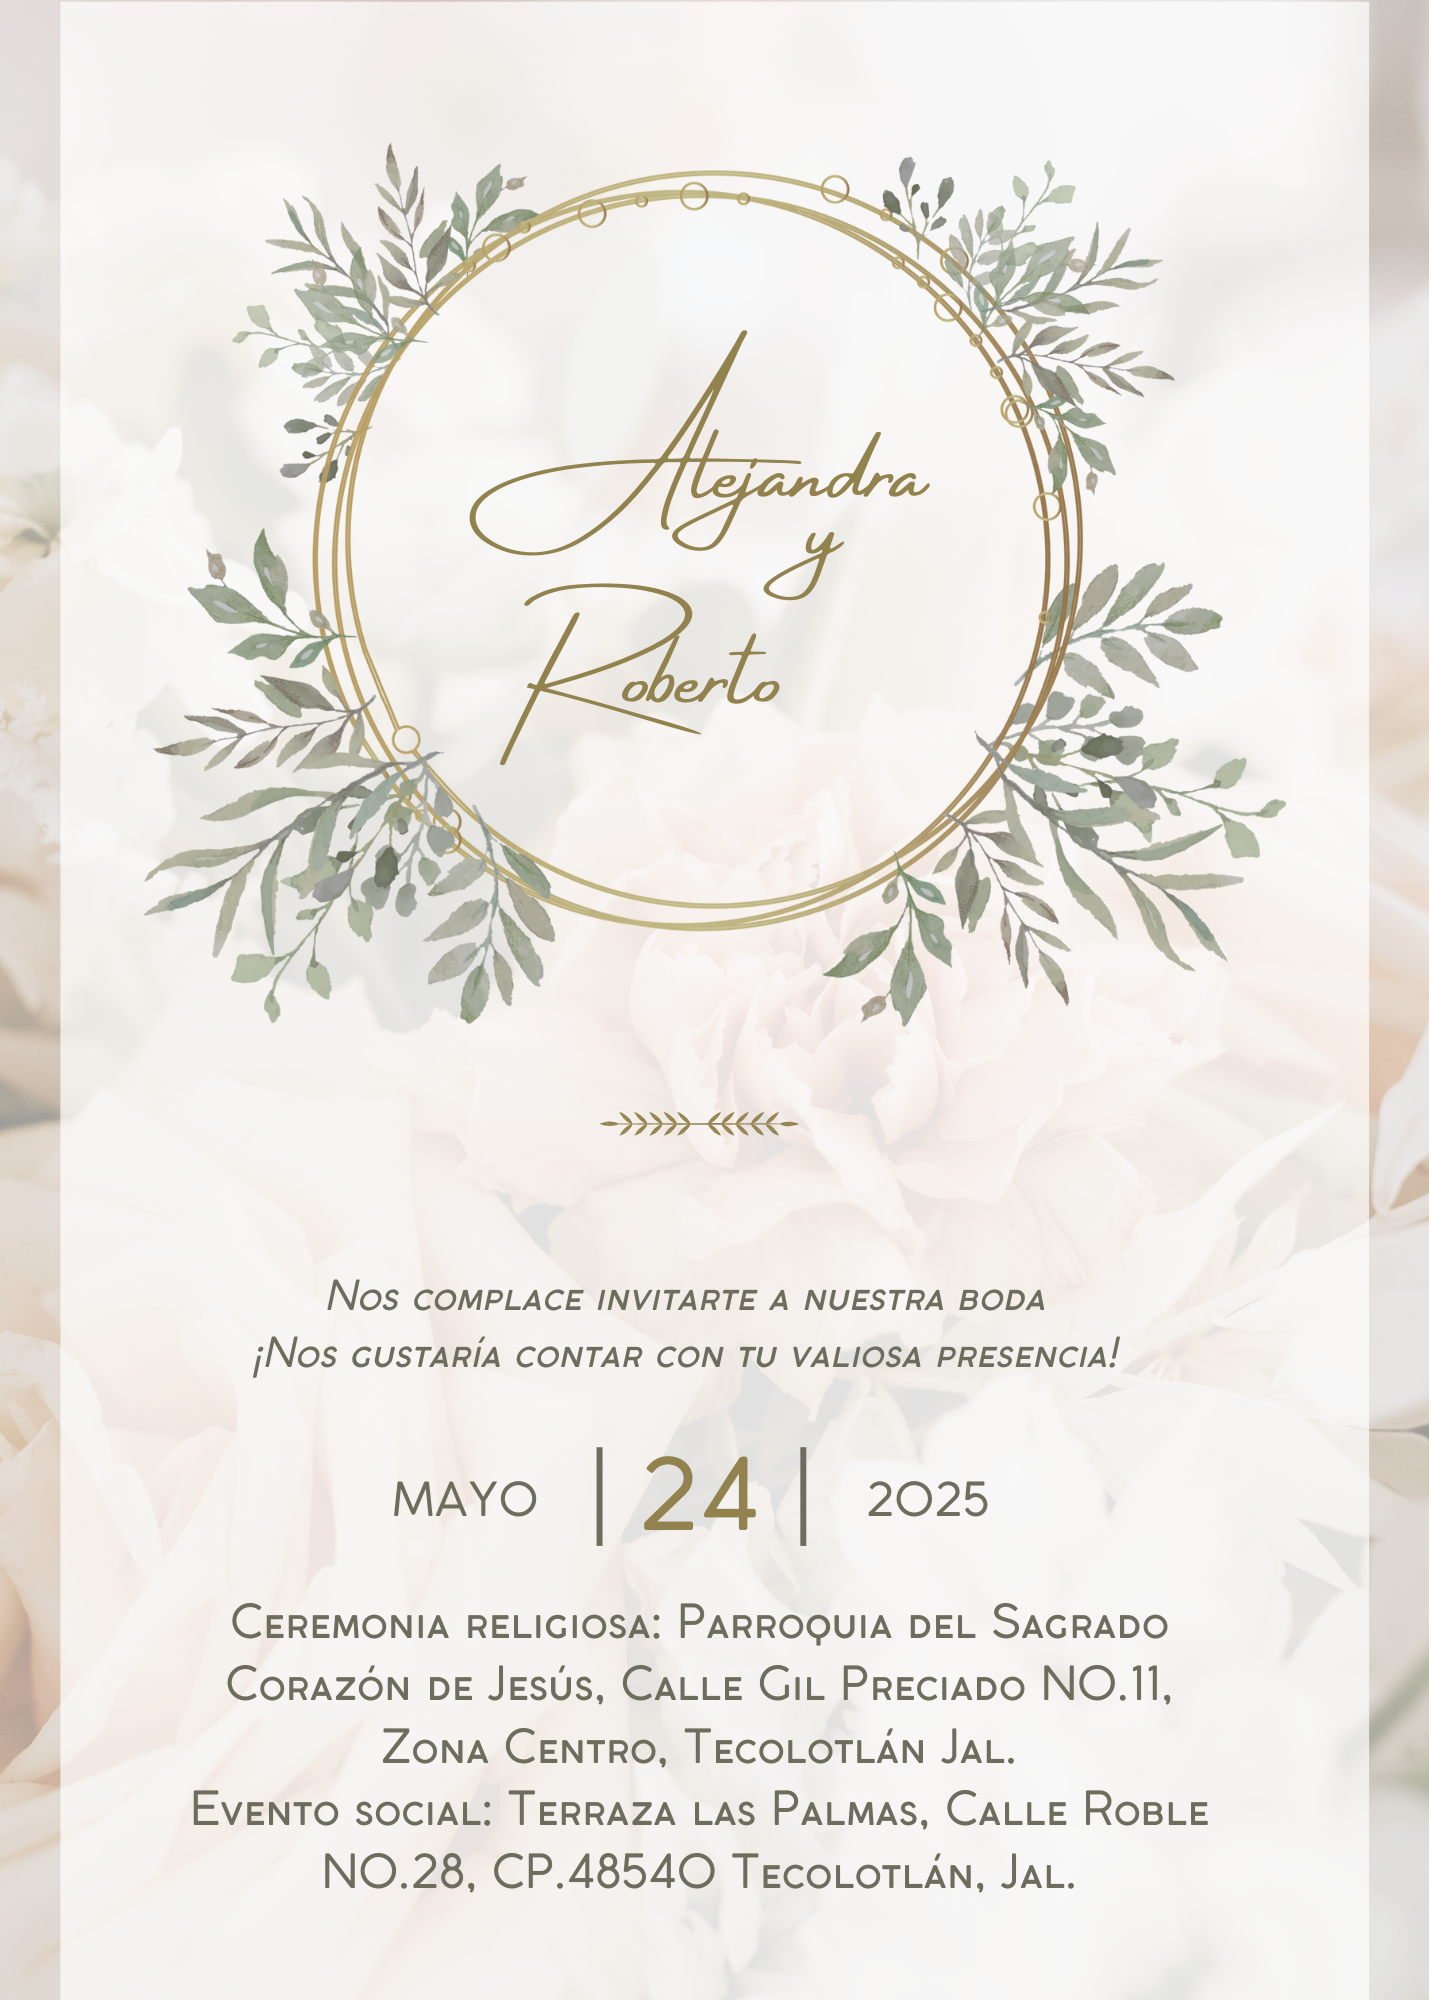 Alejandra
y
Roberto
Nos complace invitarte a nuestra boda
¡Nos gustaría contar con tu valiosa presencia!
MAYO | 24 | 2025
Ceremonia religiosa: Parroquia del Sagrado
Corazón de Jesús, Calle Gil Preciado NO.11,
Zona Centro, Tecolotlán Jal.
Evento social: Terraza las Palmas, Calle Roble
NO.28, CP.48540 Tecolotlán, Jal.